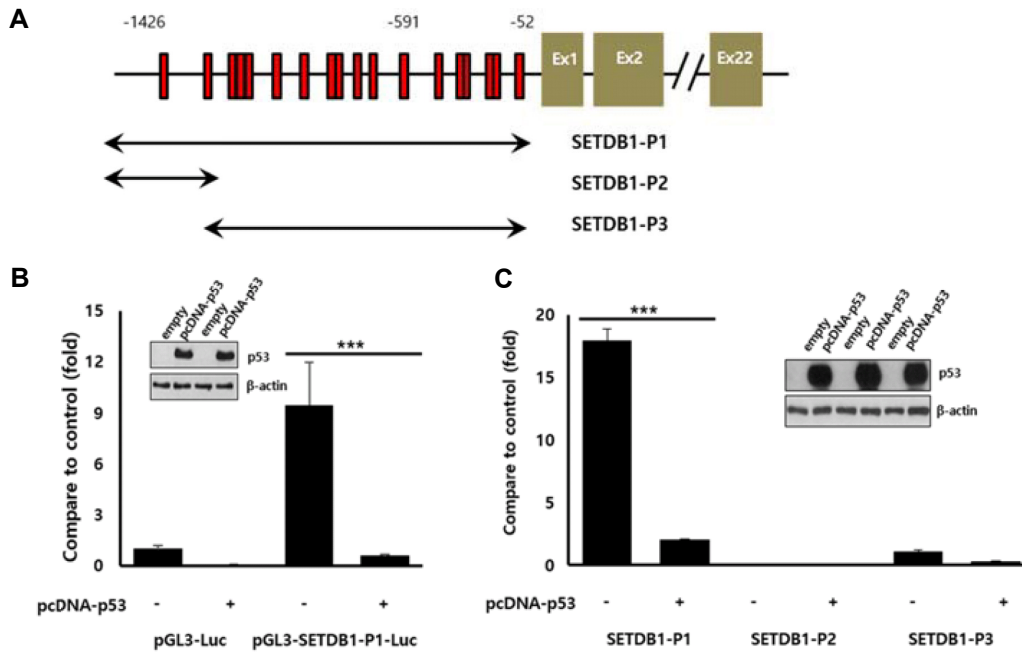 A
-1426 -591 -52
Ex1 Ex2 Ex22
SETDB1-P1
SETDB1-P2
SETDB1-P3
B
Compare to control (fold)
15
12
9
6
3
0
empty pcDNA-p53 empty pcDNA-p53
p53
β-actin
***
pcDNA-p53 - + - +
pGL3-Luc pGL3-SETDB1-P1-Luc
C
Compare to control (fold)
20
15
10
5
0
***
empty pcDNA-p53 empty pcDNA-p53 empty pcDNA-p53
p53
β-actin
pcDNA-p53 - + - + - +
SETDB1-P1 SETDB1-P2 SETDB1-P3